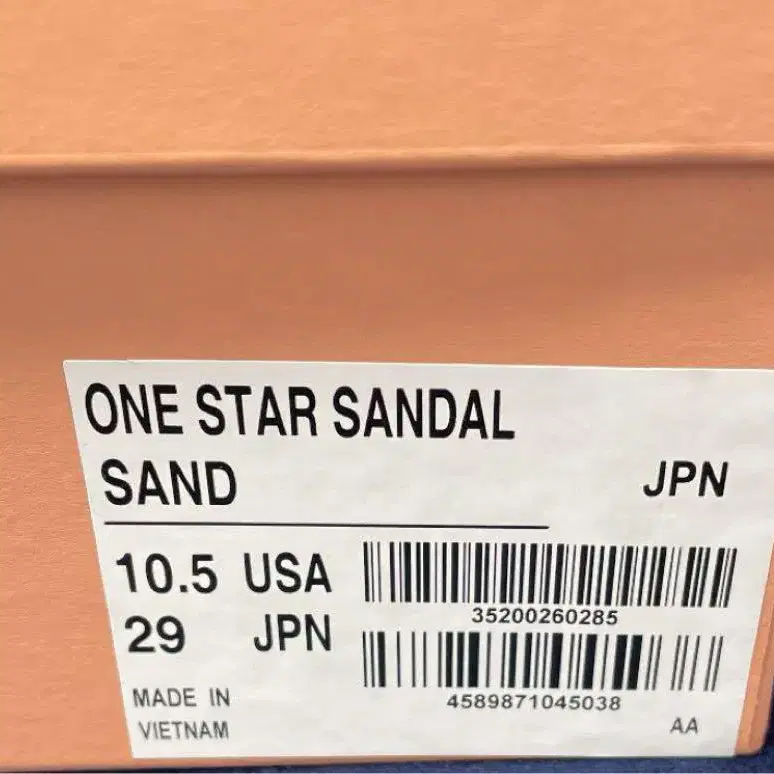 ONE STAR SANDAL
SAND JPN
10.5 USA
35200260285
29 JPN
4589871045038
MADE IN
VIETNAM
AA